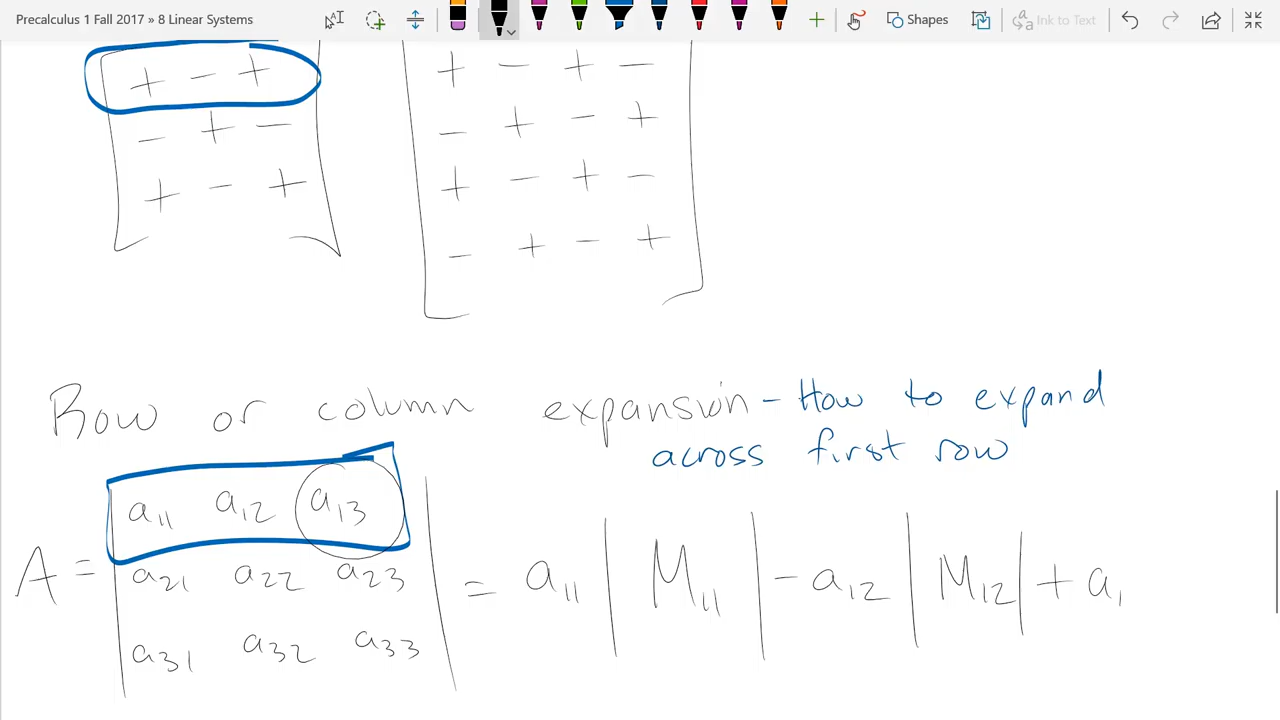 Precalculus 1 Fall 2017 » 8 Linear Systems Shapes Ink to Text
+ − + + − + −
− + − − + − +
+ − + + − + −
− + − +
Row or column expansion - How to expand
across first row
a11 a12 a13
A = a21 a22 a23 = a11 | M11 | - a12 | M12 | + a1
a31 a32 a33